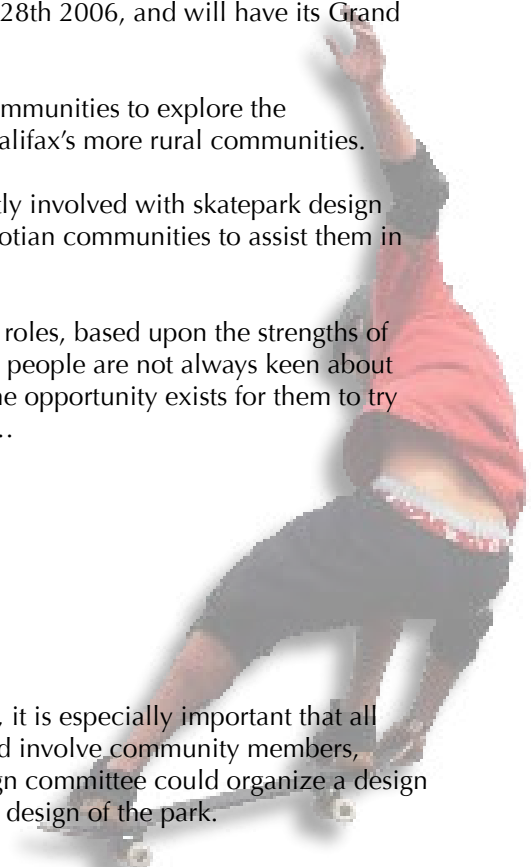 28th 2006, and will have its Grand
ommunities to explore the
alifax's more rural communities.
tly involved with skatepark design
otian communities to assist them in
roles, based upon the strengths of
people are not always keen about
ne opportunity exists for them to try
..
, it is especially important that all
d involve community members,
gn committee could organize a design
design of the park.